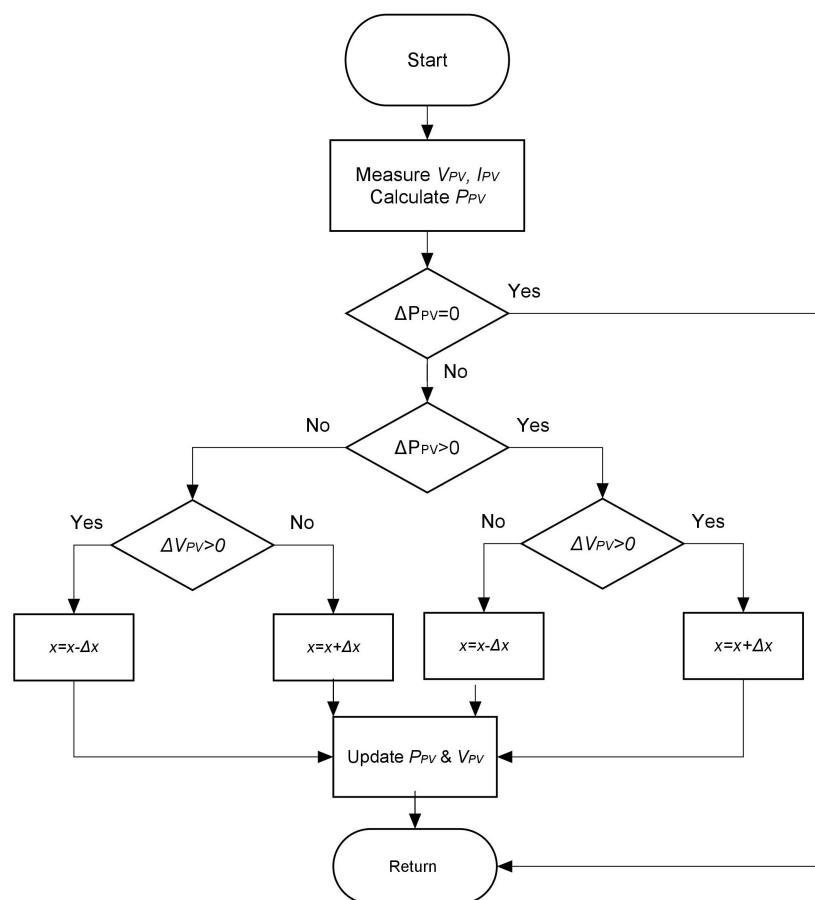 Start
Measure VPV, IPV
Calculate PPV
Yes
ΔPPV=0
No
No
Yes
ΔPPV>0
Yes
No
No
Yes
ΔVPV>0
ΔVPV>0
x=x-Δx
x=x+Δx
x=x-Δx
x=x+Δx
Update PPV & VPV
Return